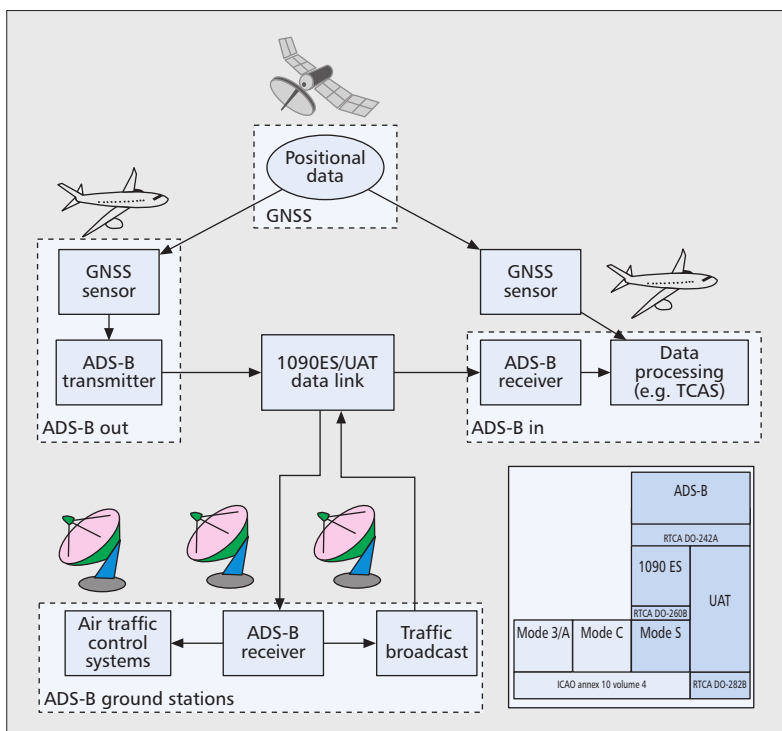 Positional
data
GNSS
GNSS
sensor
GNSS
sensor
ADS-B
transmitter
ADS-B out
1090ES/UAT
data link
ADS-B
receiver
Data
processing
(e.g. TCAS)
ADS-B in
Air traffic
control
systems
ADS-B
receiver
Traffic
broadcast
ADS-B ground stations
ADS-B
RTCA DO-242A
1090 ES
UAT
RTCA DO-260B
Mode 3/A
Mode C
Mode S
ICAO annex 10 volume 4
RTCA DO-282B